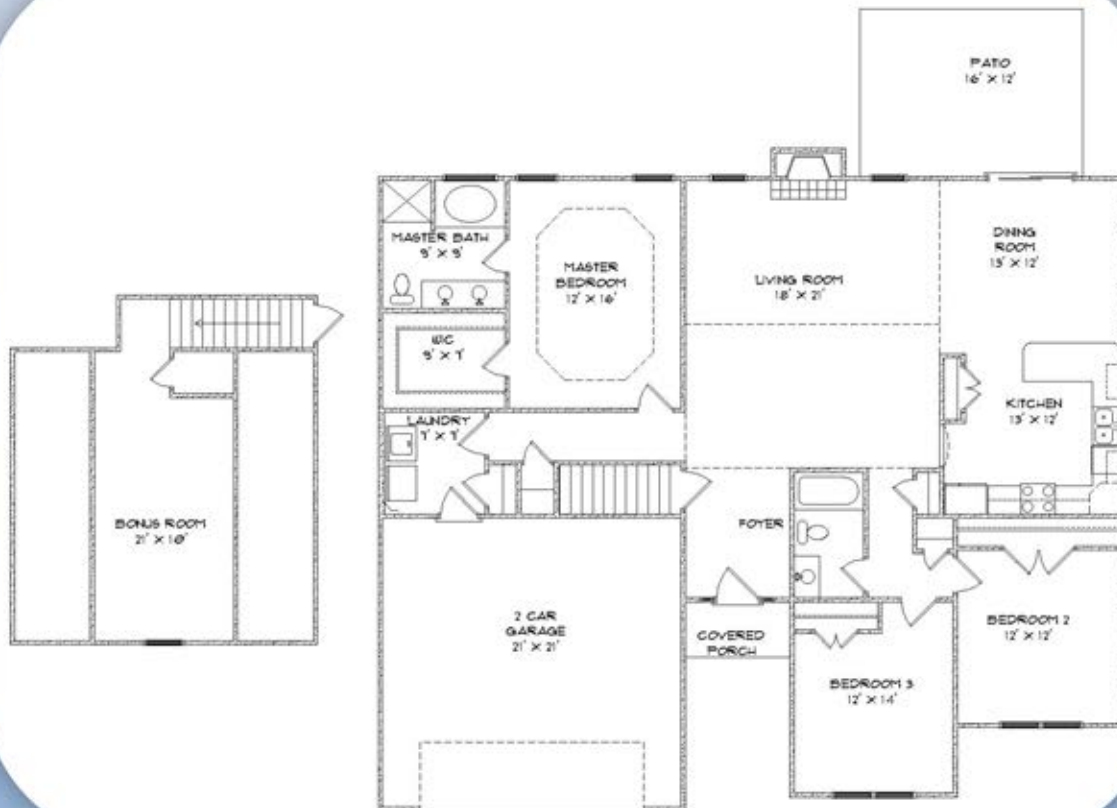 PATIO
16' X 12'
MASTER BATH
9' X 9'
MASTER
BEDROOM
12' X 16'
LIVING ROOM
18' X 21'
DINING
ROOM
13' X 12'
WIC
9' X 7'
LAUNDRY
7' X 7'
KITCHEN
13' X 12'
BONUS ROOM
21' X 10'
FOYER
2 CAR
GARAGE
21' X 21'
COVERED
PORCH
BEDROOM 2
12' X 12'
BEDROOM 3
12' X 14'